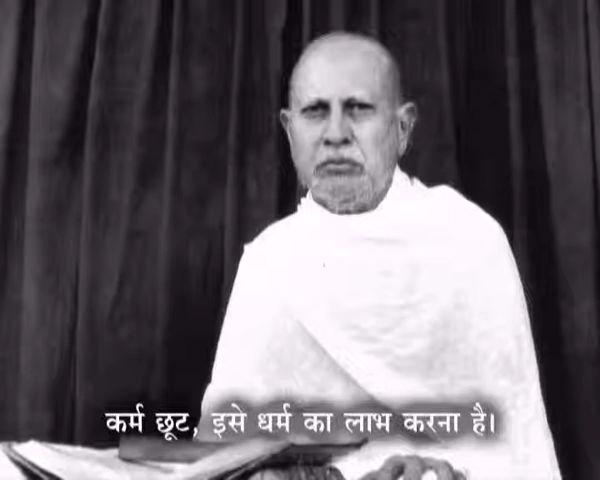 कर्म छूट, इसे धर्म का लाभ करना है।